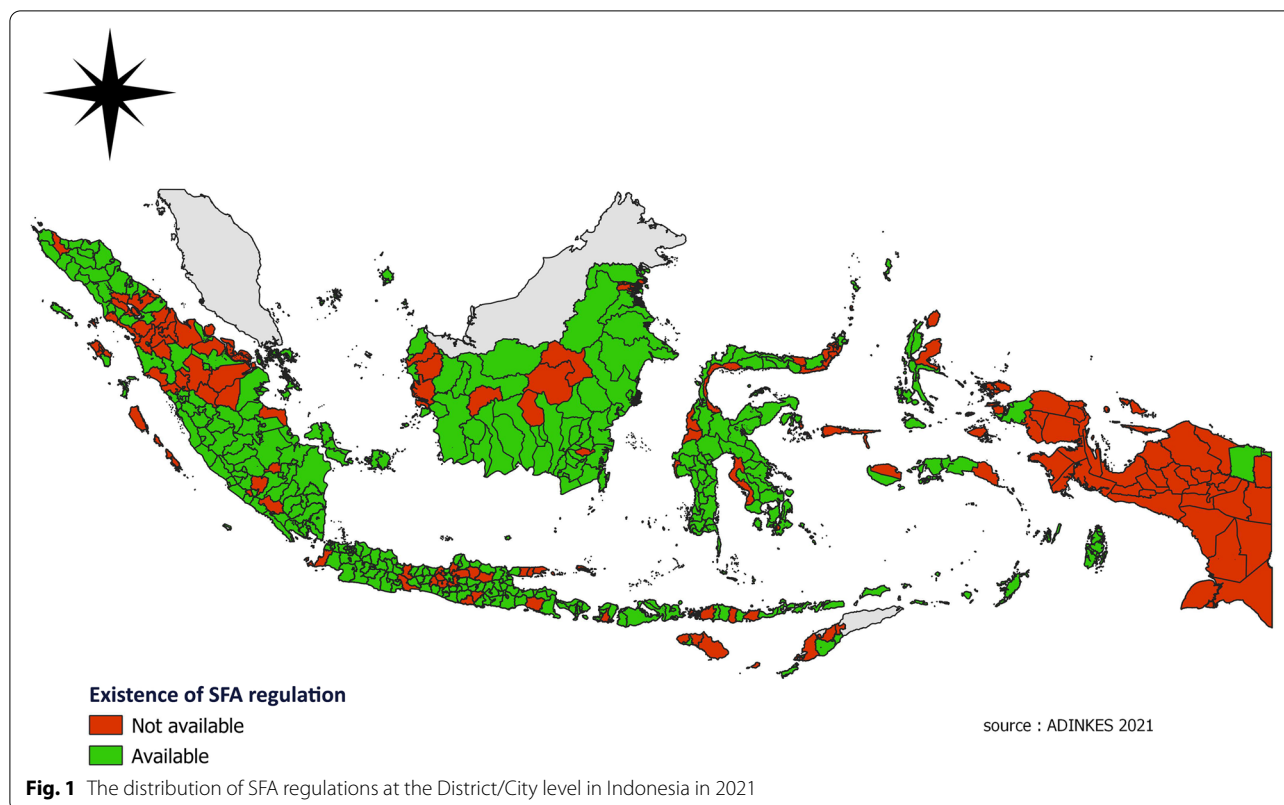 Existence of SFA regulation
Not available
Available
source : ADINKES 2021
Fig. 1 The distribution of SFA regulations at the District/City level in Indonesia in 2021